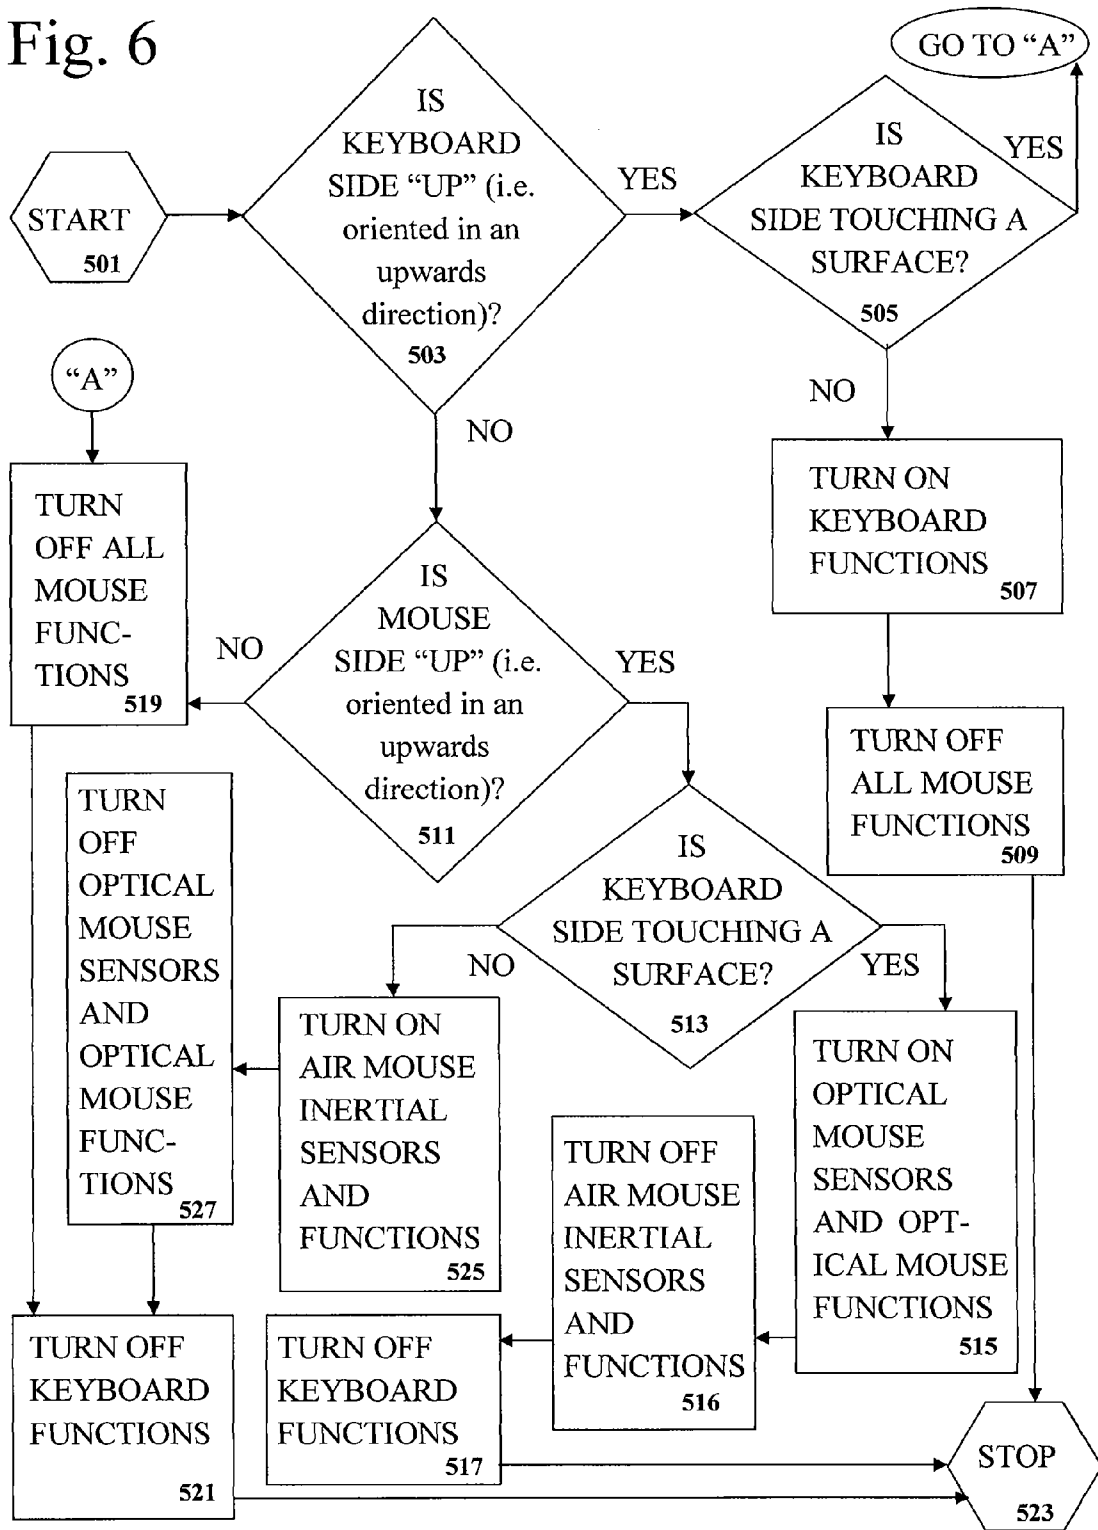 Fig. 6
START
501
IS
KEYBOARD
SIDE “UP” (i.e.
oriented in an
upwards
direction)?
503
YES
NO
IS
KEYBOARD
SIDE TOUCHING A
SURFACE?
505
YES
GO TO “A”
NO
TURN ON
KEYBOARD
FUNCTIONS
507
TURN OFF
ALL MOUSE
FUNCTIONS
509
“A”
TURN
OFF ALL
MOUSE
FUNC-
TIONS
519
IS
MOUSE
SIDE “UP” (i.e.
oriented in an
upwards
direction)?
511
NO
YES
IS
KEYBOARD
SIDE TOUCHING A
SURFACE?
513
NO
YES
TURN
OFF
OPTICAL
MOUSE
SENSORS
AND
OPTICAL
MOUSE
FUNC-
TIONS
527
TURN ON
AIR MOUSE
INERTIAL
SENSORS
AND
FUNCTIONS
525
TURN OFF
AIR MOUSE
INERTIAL
SENSORS
AND
FUNCTIONS
516
TURN ON
OPTICAL
MOUSE
SENSORS
AND OPT-
ICAL MOUSE
FUNCTIONS
515
TURN OFF
KEYBOARD
FUNCTIONS
521
TURN OFF
KEYBOARD
FUNCTIONS
517
STOP
523